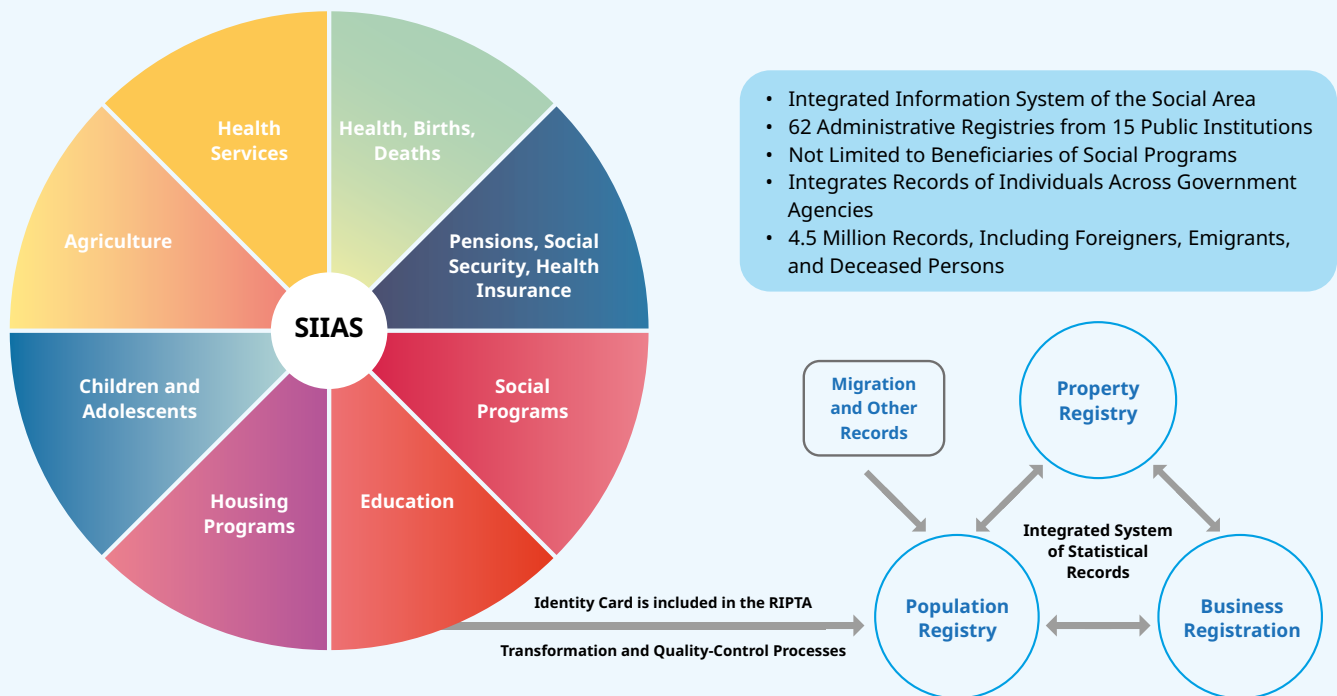 Health
Services
Health, Births,
Deaths
Agriculture
Pensions, Social
Security, Health
Insurance
SIIAS
Children and
Adolescents
Social
Programs
Housing
Programs
Education
• Integrated Information System of the Social Area
• 62 Administrative Registries from 15 Public Institutions
• Not Limited to Beneficiaries of Social Programs
• Integrates Records of Individuals Across Government
Agencies
• 4.5 Million Records, Including Foreigners, Emigrants,
and Deceased Persons
Migration
and Other
Records
Property
Registry
Integrated System
of Statistical
Records
Identity Card is included in the RIPTA
Transformation and Quality-Control Processes
Population
Registry
Business
Registration